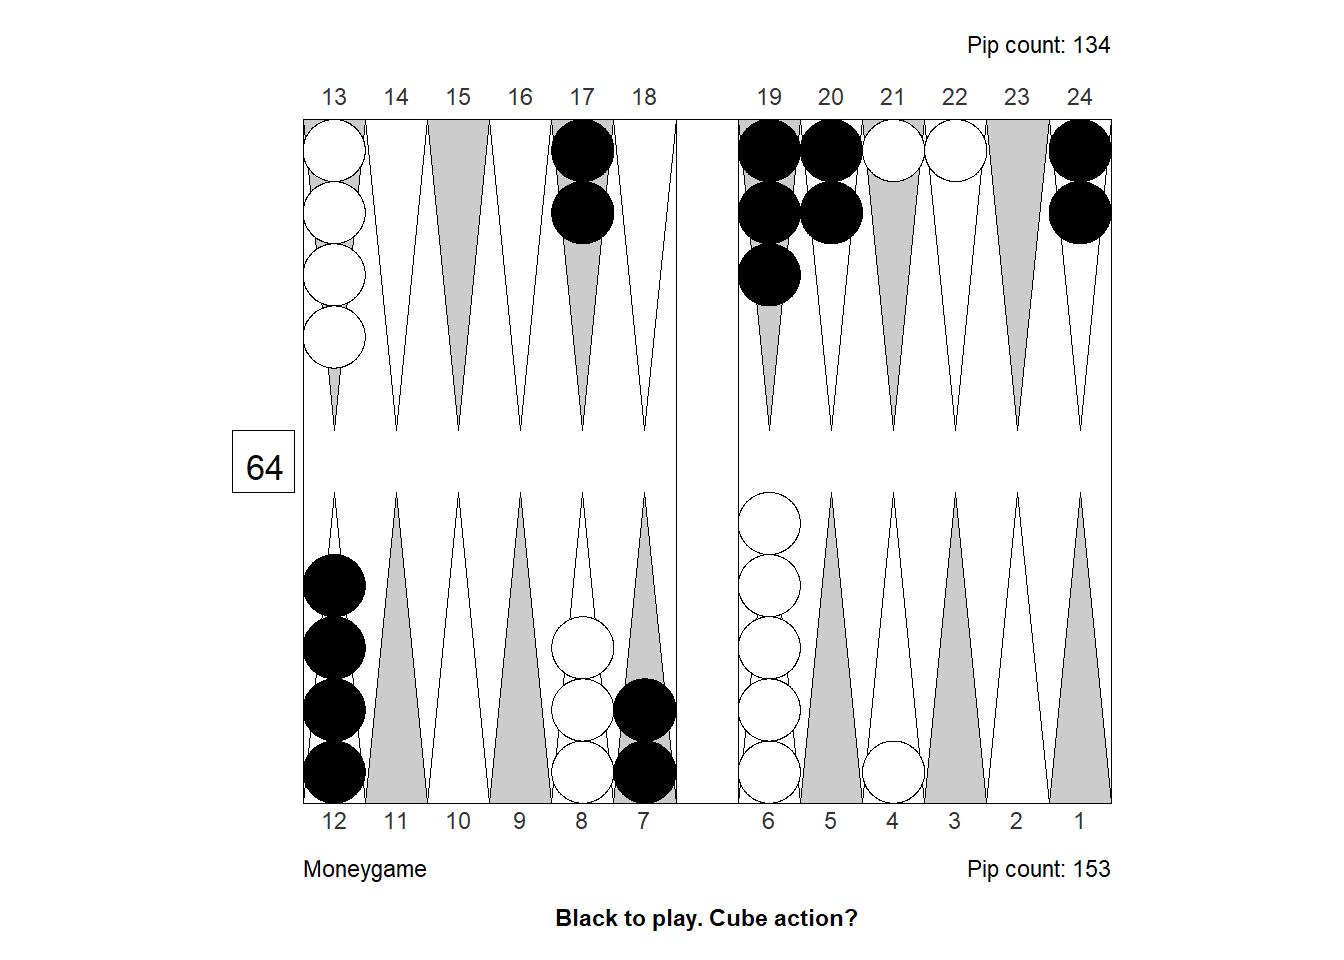 Pip count: 134
13 14 15 16 17 18 19 20 21 22 23 24
64
12 11 10 9 8 7 6 5 4 3 2 1
Moneygame Pip count: 153
Black to play. Cube action?